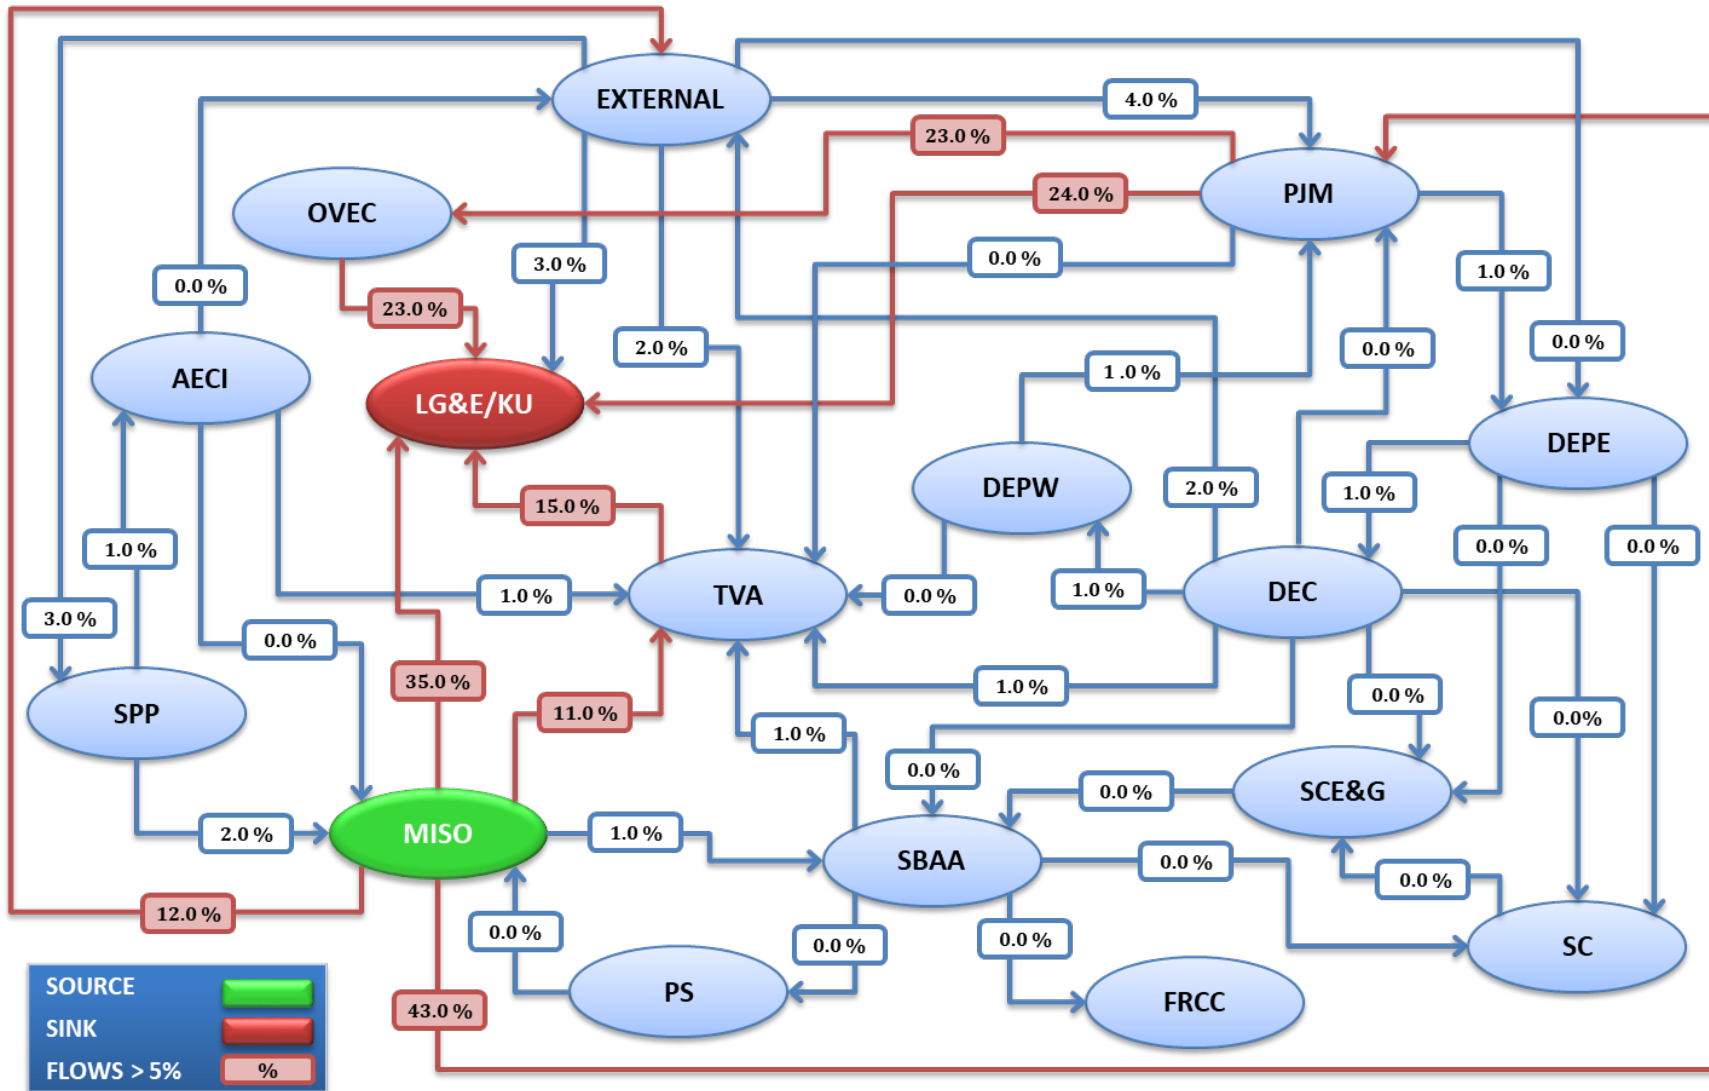 EXTERNAL
4.0 %
23.0 %
PJM
24.0 %
OVEC
0.0 %
3.0 %
0.0 %
1.0 %
23.0 %
2.0 %
0.0 %
0.0 %
AECI
1 .0 %
LG&E/KU
DEPE
DEPW
2.0 %
1.0 %
15.0 %
1.0 %
0.0 %
0.0 %
1.0 %
TVA
0.0 %
1.0 %
DEC
3.0 %
0.0 %
35.0 %
1.0 %
0.0 %
SPP
11.0 %
0.0%
1.0 %
0.0 %
SCE&G
0.0 %
2.0 %
MISO
1.0 %
SBAA
0.0 %
0.0 %
12.0 %
0.0 %
0.0 %
0.0 %
SC
PS
FRCC
43.0 %
SOURCE
SINK
FLOWS > 5%
%